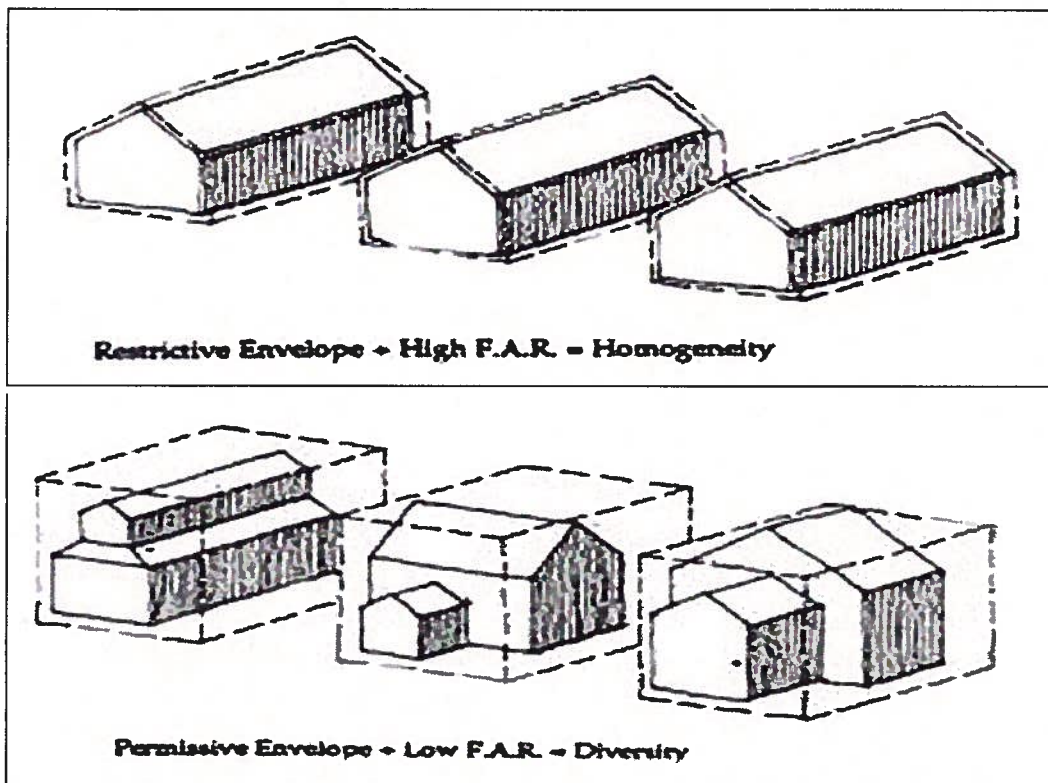 Restrictive Envelope + High F.A.R. = Homogeneity
Permissive Envelope + Low F.A.R. = Diversity